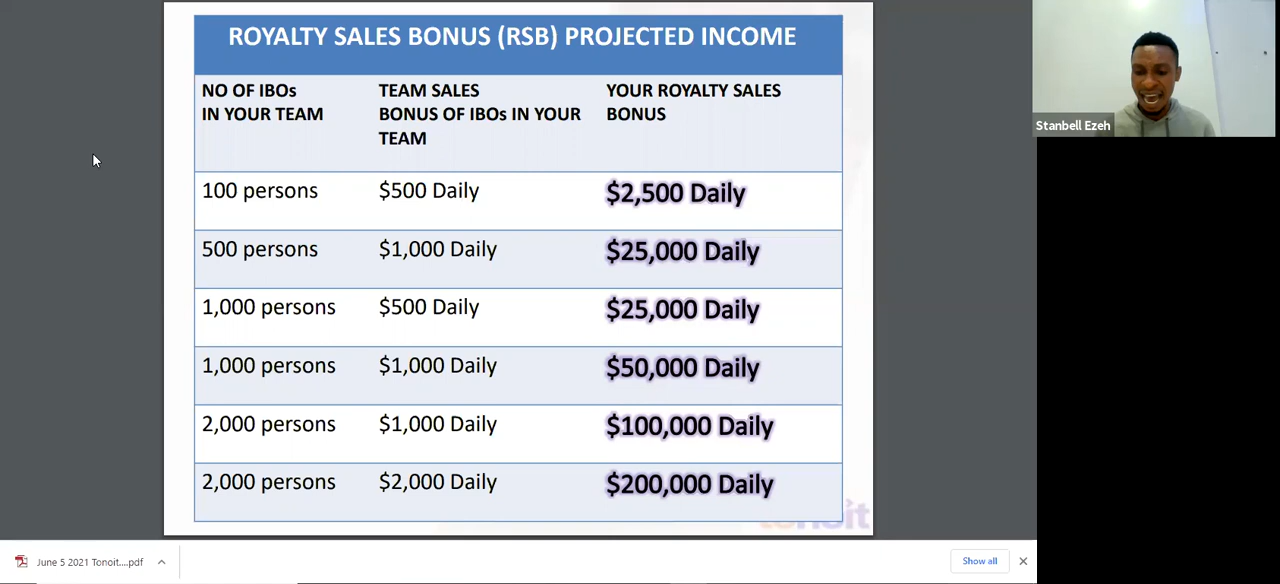 ROYALTY SALES BONUS (RSB) PROJECTED INCOME
NO OF IBOs
IN YOUR TEAM
TEAM SALES
BONUS OF IBOs IN YOUR
TEAM
YOUR ROYALTY SALES
BONUS
100 persons $500 Daily $2,500 Daily
500 persons $1,000 Daily $25,000 Daily
1,000 persons $500 Daily $25,000 Daily
1,000 persons $1,000 Daily $50,000 Daily
2,000 persons $1,000 Daily $100,000 Daily
2,000 persons $2,000 Daily $200,000 Daily
tonoit
Stanbell Ezeh
June 5 2021 Tonoit....pdf
Show all